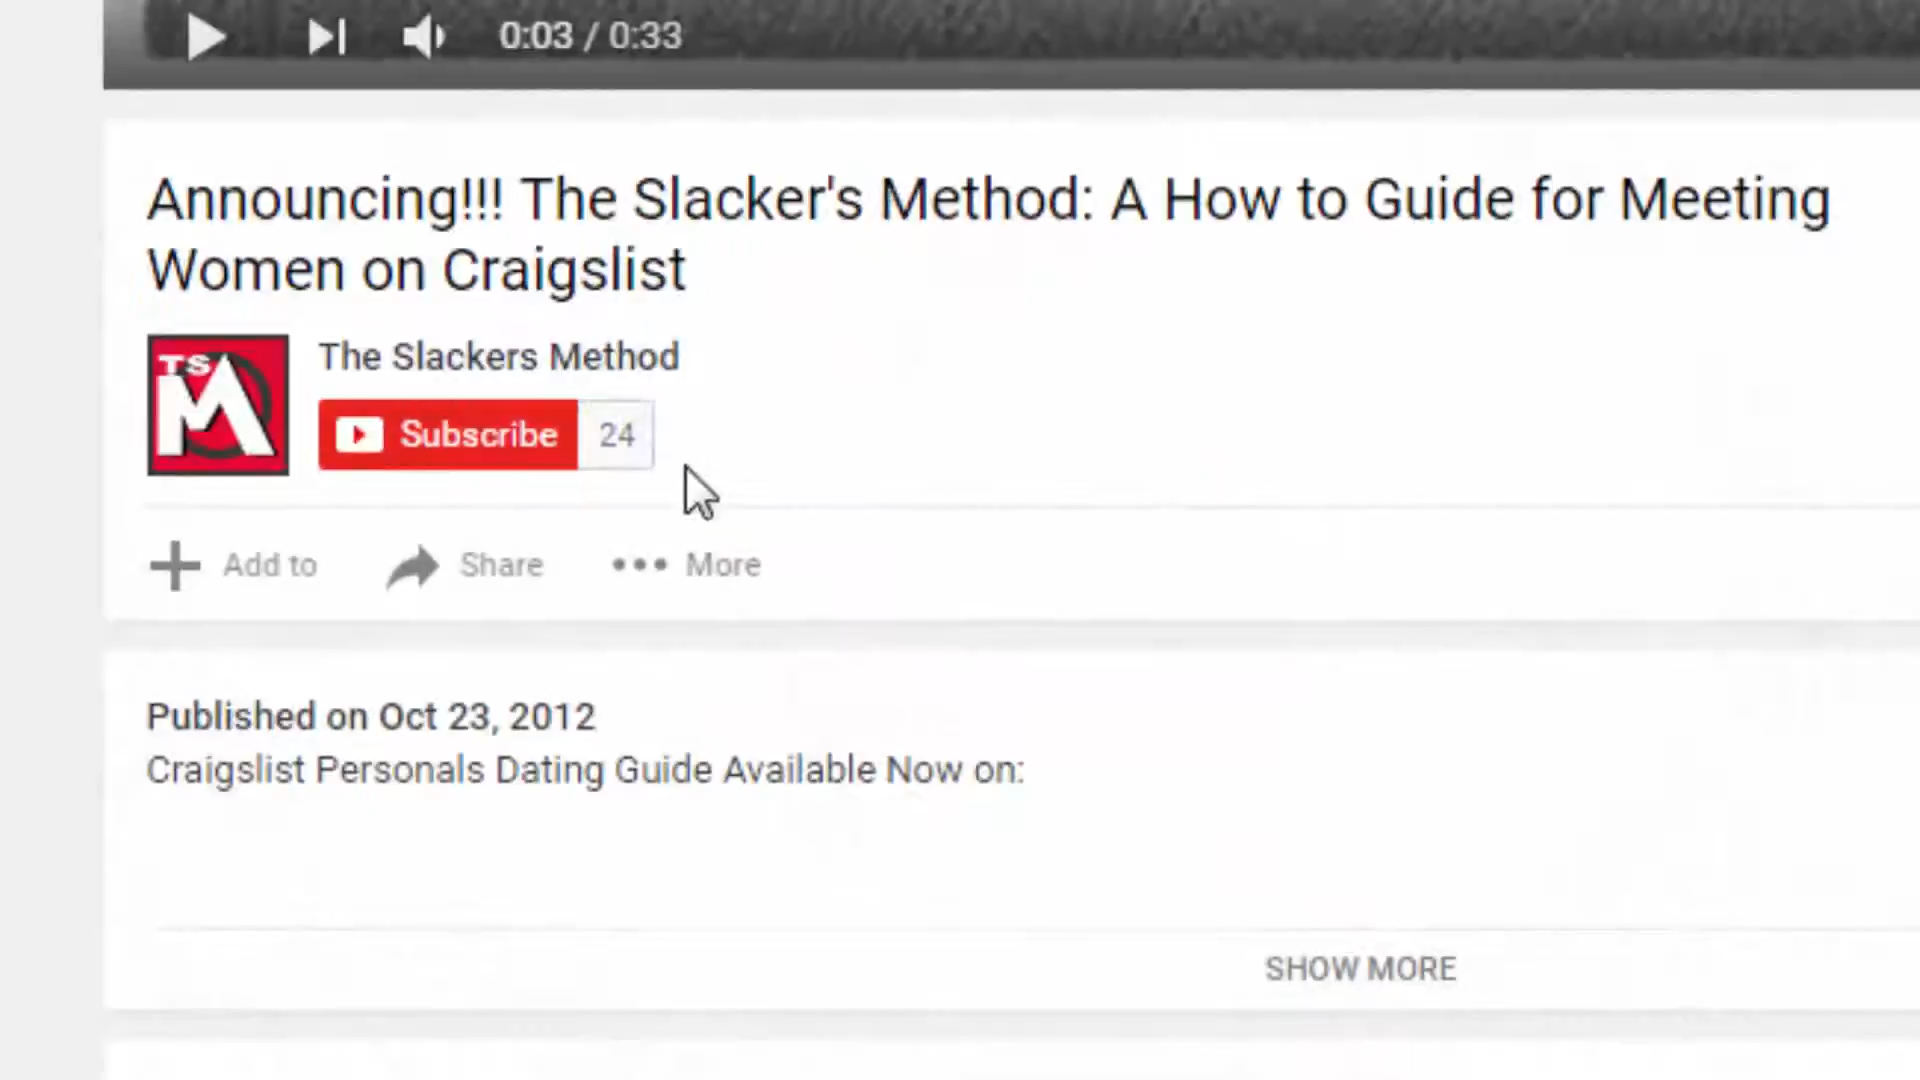 0:03 / 0:33
Announcing!!! The Slacker's Method: A How to Guide for Meeting
Women on Craigslist
TSM
The Slackers Method
Subscribe 24
Add to Share More
Published on Oct 23, 2012
Craigslist Personals Dating Guide Available Now on:
SHOW MORE